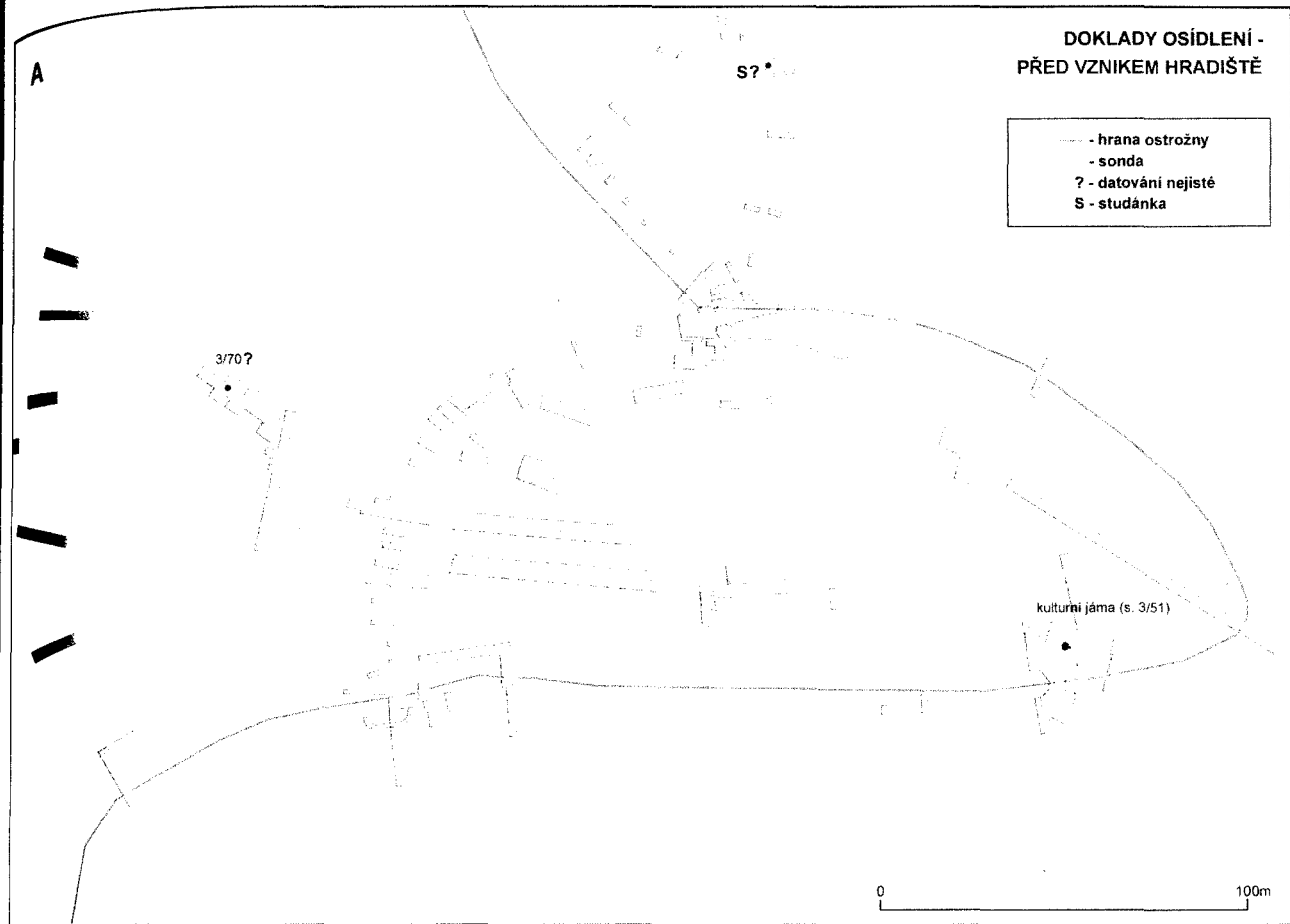 A
DOKLADY OSÍDLENÍ -
PŘED VZNIKEM HRADIŠTĚ
- hrana ostrožny
- sonda
? - datování nejisté
S - studánka
S?
3/70?
kulturní jáma (s. 3/51)
0 100m